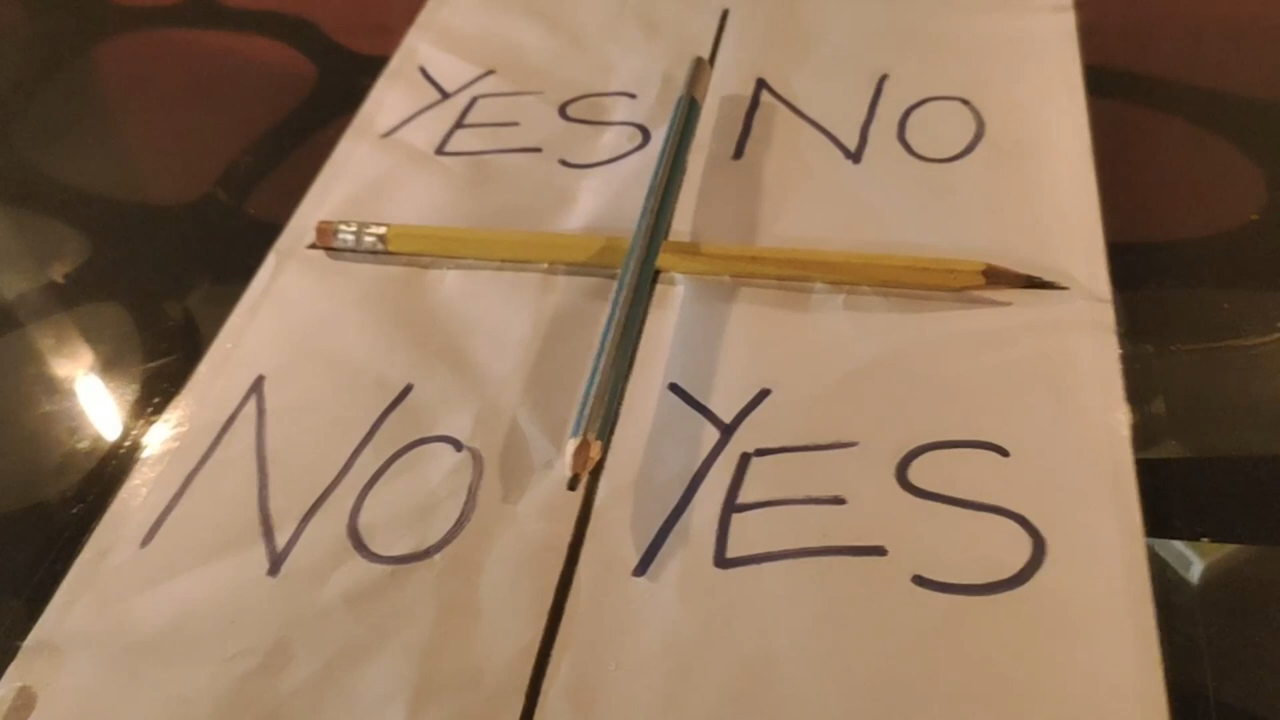 YES NO
NO YES